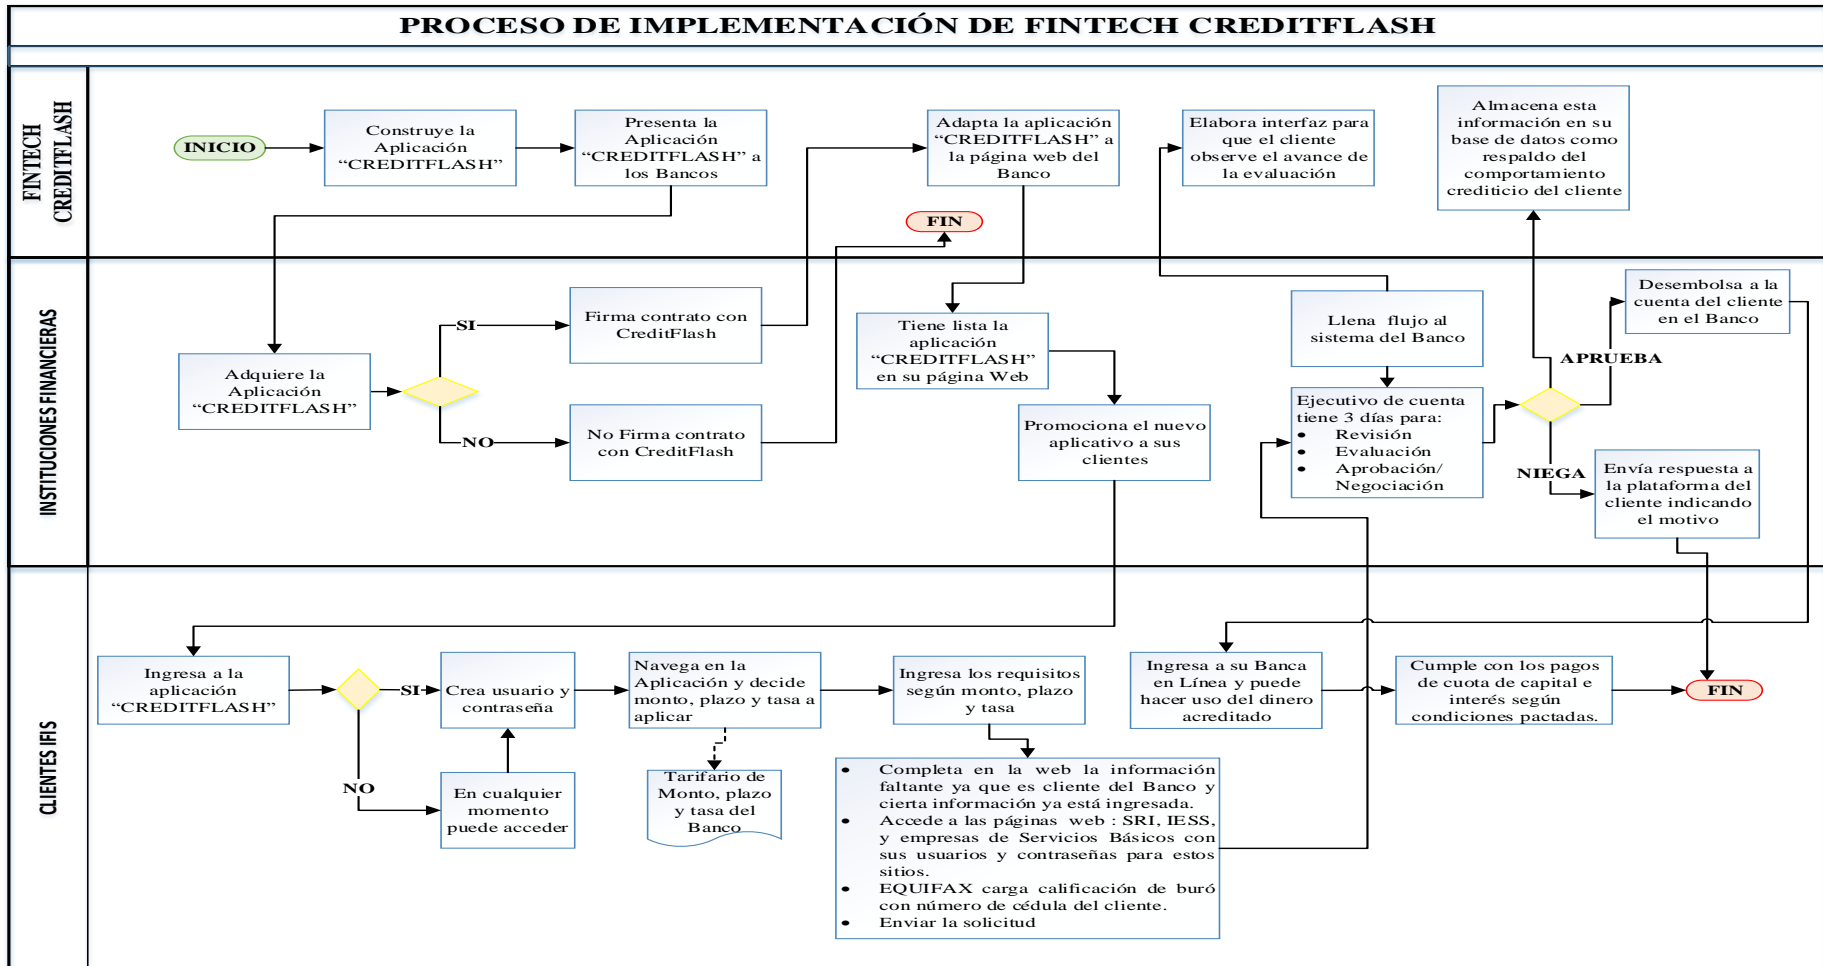 PROCESO DE IMPLEMENTACIÓN DE FINTECH CREDITFLASH
FINTECH
CREDITFLASH
INICIO
Construye la
Aplicación
“CREDITFLASH”
Presenta la
Aplicación
“CREDITFLASH” a
los Bancos
Adapta la aplicación
“CREDITFLASH” a
la página web del
Banco
Elabora interfaz para
que el cliente
observe el avance de
la evaluación
Almacena esta
información en su
base de datos como
respaldo del
comportamiento
crediticio del cliente
FIN
INSTITUCIONES FINANCIERAS
Adquiere la
Aplicación
“CREDITFLASH”
SI
Firma contrato con
CreditFlash
NO
No Firma contrato
con CreditFlash
Tiene lista la
aplicación
“CREDITFLASH”
en su página Web
Promociona el nuevo
aplicativo a sus
clientes
Llena flujo al
sistema del Banco
Ejecutivo de cuenta
tiene 3 días para:
• Revisión
• Evaluación
• Aprobación/
Negociación
APRUEBA
Desembolsa a la
cuenta del cliente
en el Banco
NIEGA
Envía respuesta a
la plataforma del
cliente indicando
el motivo
CLIENTES IFIS
Ingresa a la
aplicación
“CREDITFLASH”
SI
Crea usuario y
contraseña
NO
En cualquier
momento
puede acceder
Navega en la
Aplicación y decide
monto, plazo y tasa a
aplicar
Tarifario de
Monto, plazo
y tasa del
Banco
Ingresa los requisitos
según monto, plazo
y tasa
• Completa en la web la información
faltante ya que es cliente del Banco y
cierta información ya está ingresada.
• Accede a las páginas web : SRI, IESS,
y empresas de Servicios Básicos con
sus usuarios y contraseñas para estos
sitios.
• EQUIFAX carga calificación de buró
con número de cédula del cliente.
• Enviar la solicitud
Ingresa a su Banca
en Línea y puede
hacer uso del dinero
acreditado
Cumple con los pagos
de cuota de capital e
interés según
condiciones pactadas.
FIN